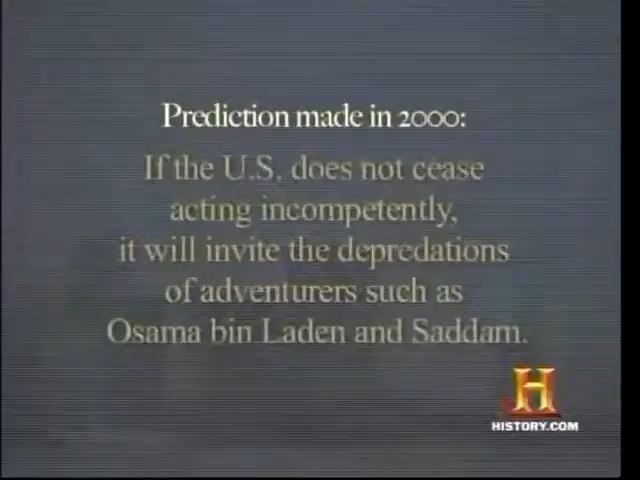 Prediction made in 2000:
If the U.S. does not cease
acting incompetently,
it will invite the depredations
of adventurers such as
Osama bin Laden and Saddam.
H
HISTORY.COM